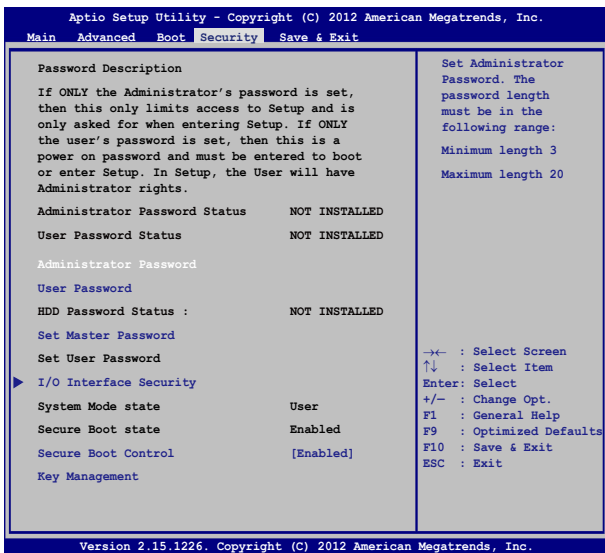 Aptio Setup Utility - Copyright (C) 2012 American Megatrends, Inc.
Main Advanced Boot Security Save & Exit
Password Description
If ONLY the Administrator's password is set,
then this only limits access to Setup and is
only asked for when entering Setup. If ONLY
the user's password is set, then this is a
power on password and must be entered to boot
or enter Setup. In Setup, the User will have
Administrator rights.
Administrator Password Status NOT INSTALLED
User Password Status NOT INSTALLED
Administrator Password
User Password
HDD Password Status : NOT INSTALLED
Set Master Password
Set User Password
I/O Interface Security
System Mode state User
Secure Boot state Enabled
Secure Boot Control [Enabled]
Key Management
Set Administrator
Password. The
password length
must be in the
following range:
Minimum length 3
Maximum length 20
→← : Select Screen
↑↓ : Select Item
Enter: Select
+/— : Change Opt.
F1 : General Help
F9 : Optimized Defaults
F10 : Save & Exit
ESC : Exit
Version 2.15.1226. Copyright (C) 2012 American Megatrends, Inc.